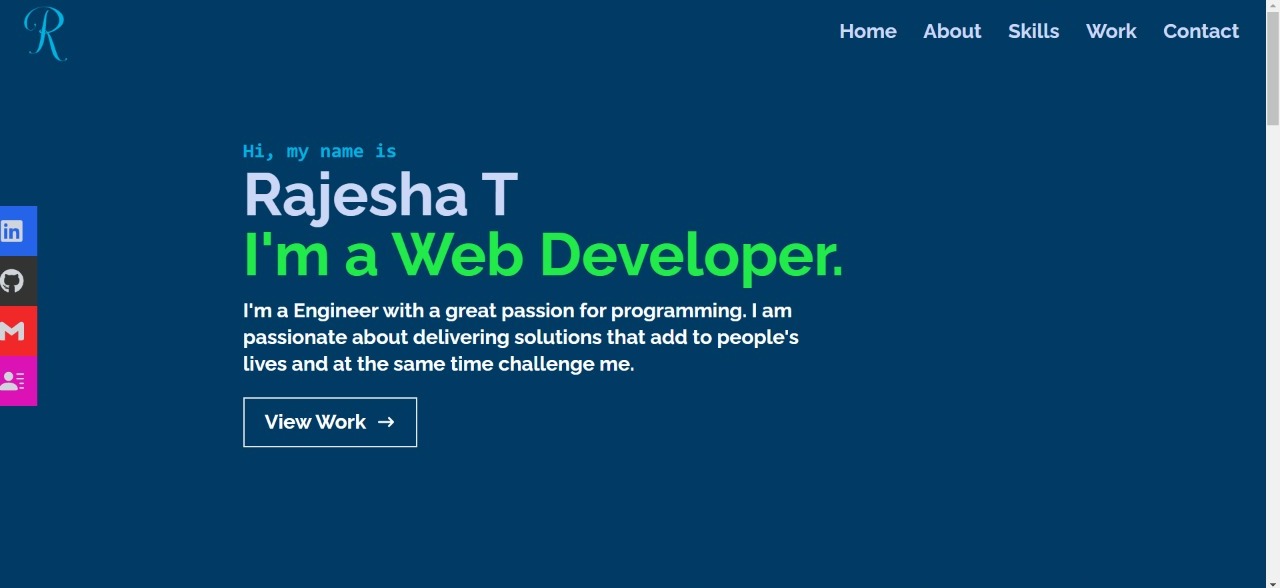 R
Home About Skills Work Contact
Hi, my name is
Rajesha T
I'm a Web Developer.
I'm a Engineer with a great passion for programming. I am
passionate about delivering solutions that add to people's
lives and at the same time challenge me.
in
View Work →